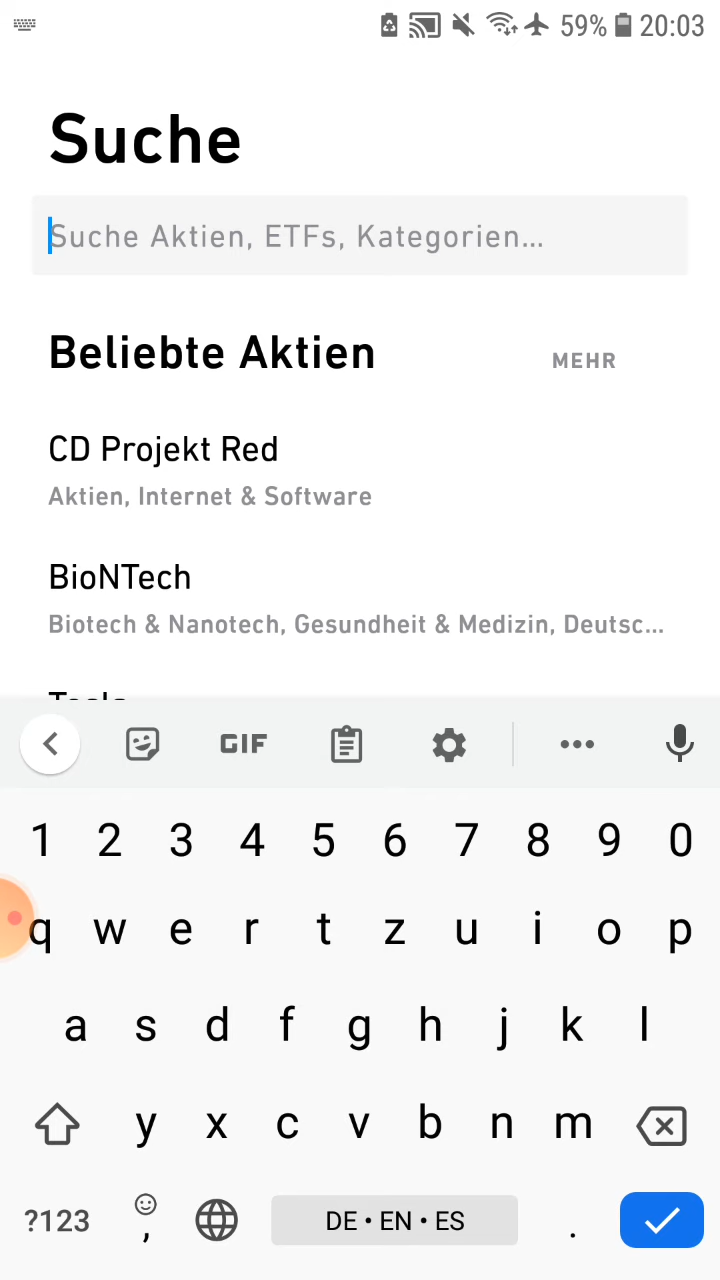 59% 20:03
Suche
Suche Aktien, ETFs, Kategorien...
Beliebte Aktien MEHR
CD Projekt Red
Aktien, Internet & Software
BioNTech
Biotech & Nanotech, Gesundheit & Medizin, Deutsc...
GIF
1 2 3 4 5 6 7 8 9 0
q w e r t z u i o p
a s d f g h j k l
y x c v b n m
?123 , DE • EN • ES .